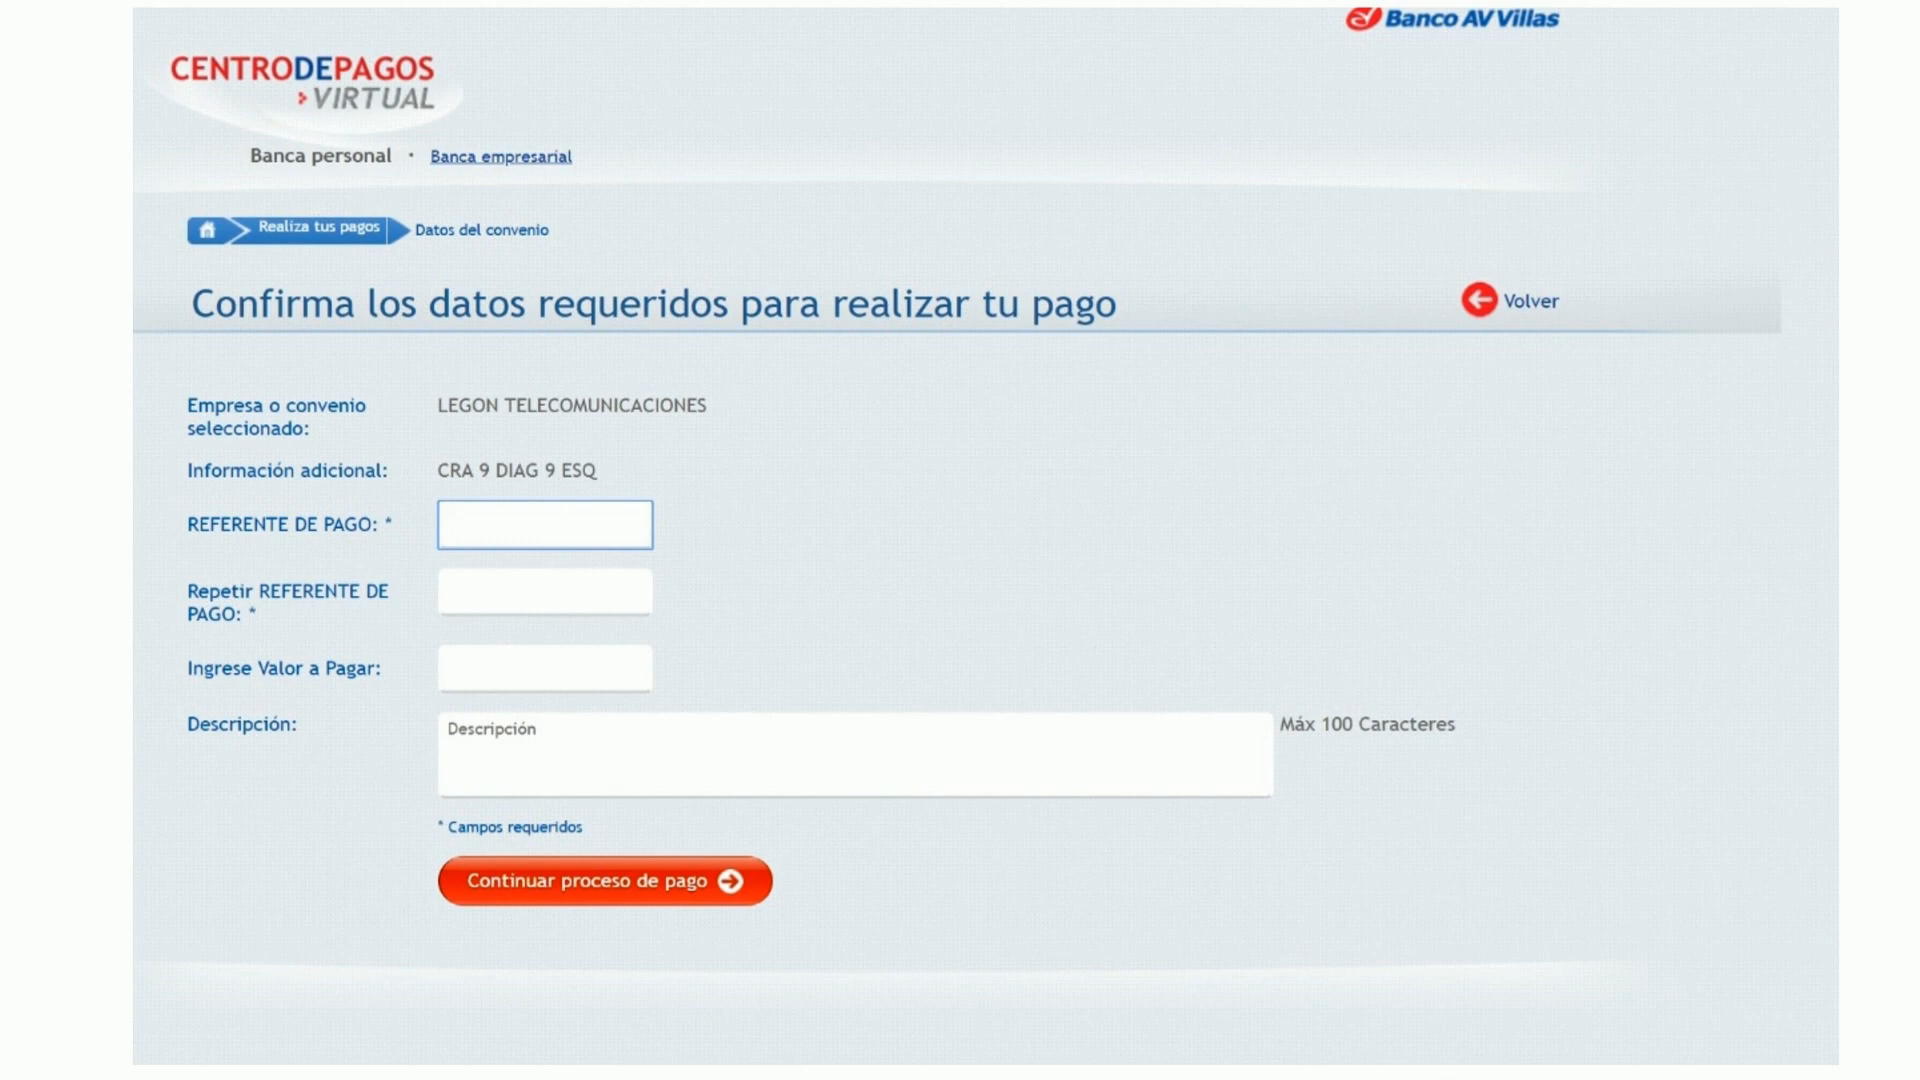 Banco AV Villas
CENTRODEPAGOS
VIRTUAL
Banca personal · Banca empresarial
Realiza tus pagos Datos del convenio
Confirma los datos requeridos para realizar tu pago
Volver
Empresa o convenio
seleccionado:
LEGON TELECOMUNICACIONES
Información adicional: CRA 9 DIAG 9 ESQ
REFERENTE DE PAGO: *
Repetir REFERENTE DE
PAGO: *
Ingrese Valor a Pagar:
Descripción: Descripción Máx 100 Caracteres
* Campos requeridos
Continuar proceso de pago